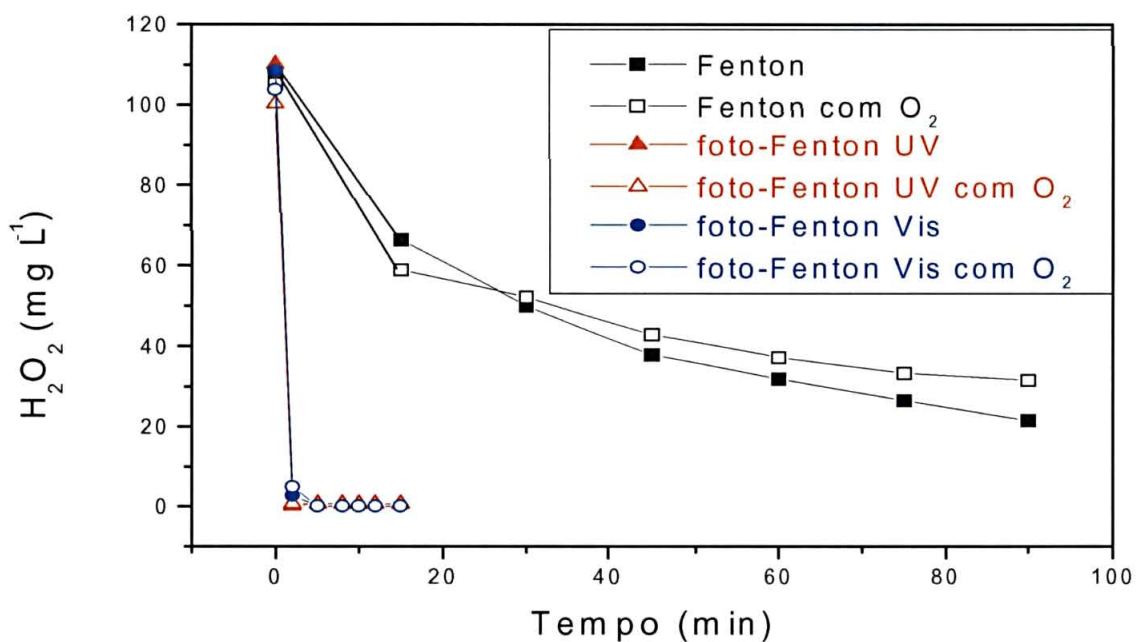 120
100
80
60
40
20
0
H₂O₂ (mg L⁻¹)
Fenton
Fenton com O₂
foto-Fenton UV
foto-Fenton UV com O₂
foto-Fenton Vis
foto-Fenton Vis com O₂
0 20 40 60 80 100
Tempo (min)